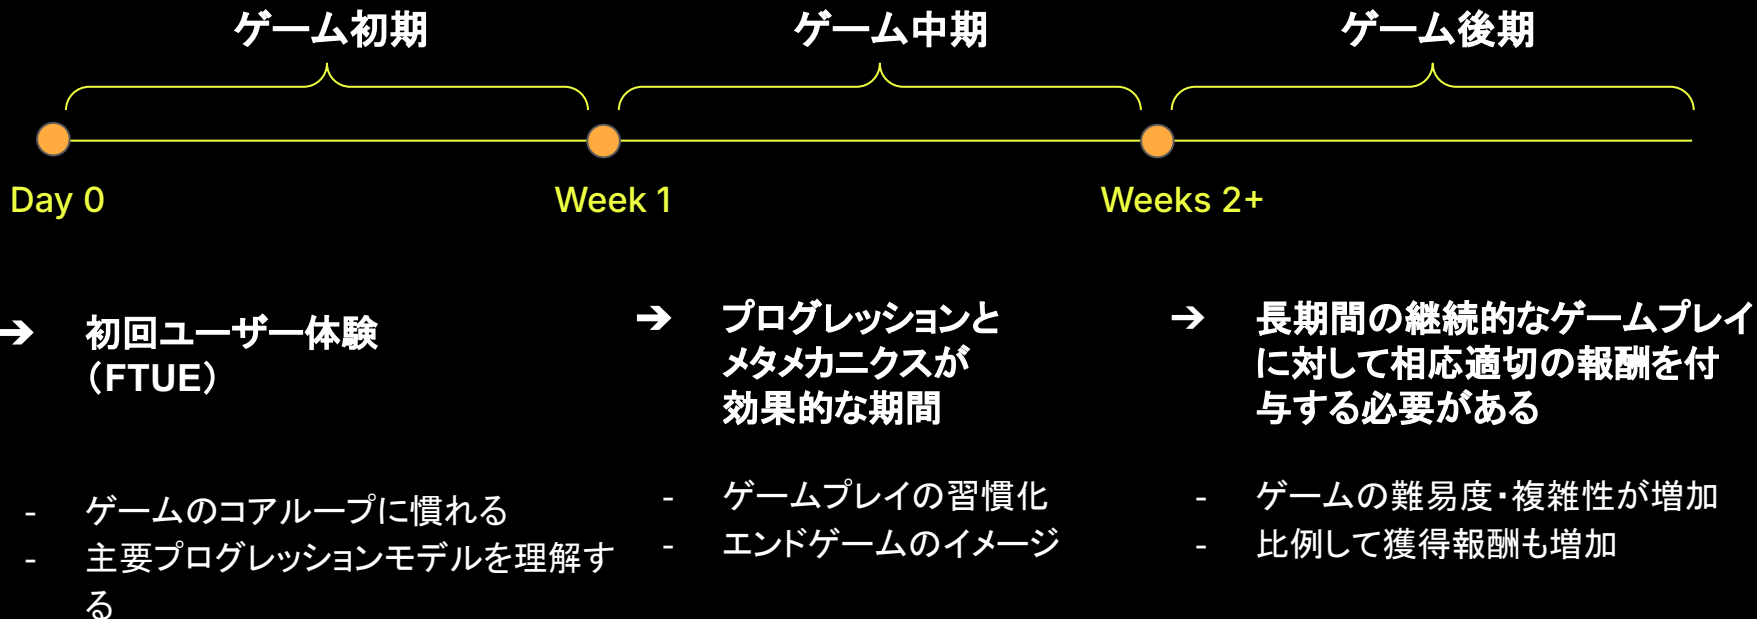 ゲーム初期
ゲーム中期
ゲーム後期
Day 0
Week 1
Weeks 2+
➔ 初回ユーザー体験
（FTUE）
- ゲームのコアループに慣れる
- 主要プログレッションモデルを理解す
る
➔ プログレッションと
メタメカニクスが
効果的な期間
- ゲームプレイの習慣化
- エンドゲームのイメージ
➔ 長期間の継続的なゲームプレイ
に対して相応適切の報酬を付
与する必要がある
- ゲームの難易度・複雑性が増加
- 比例して獲得報酬も増加